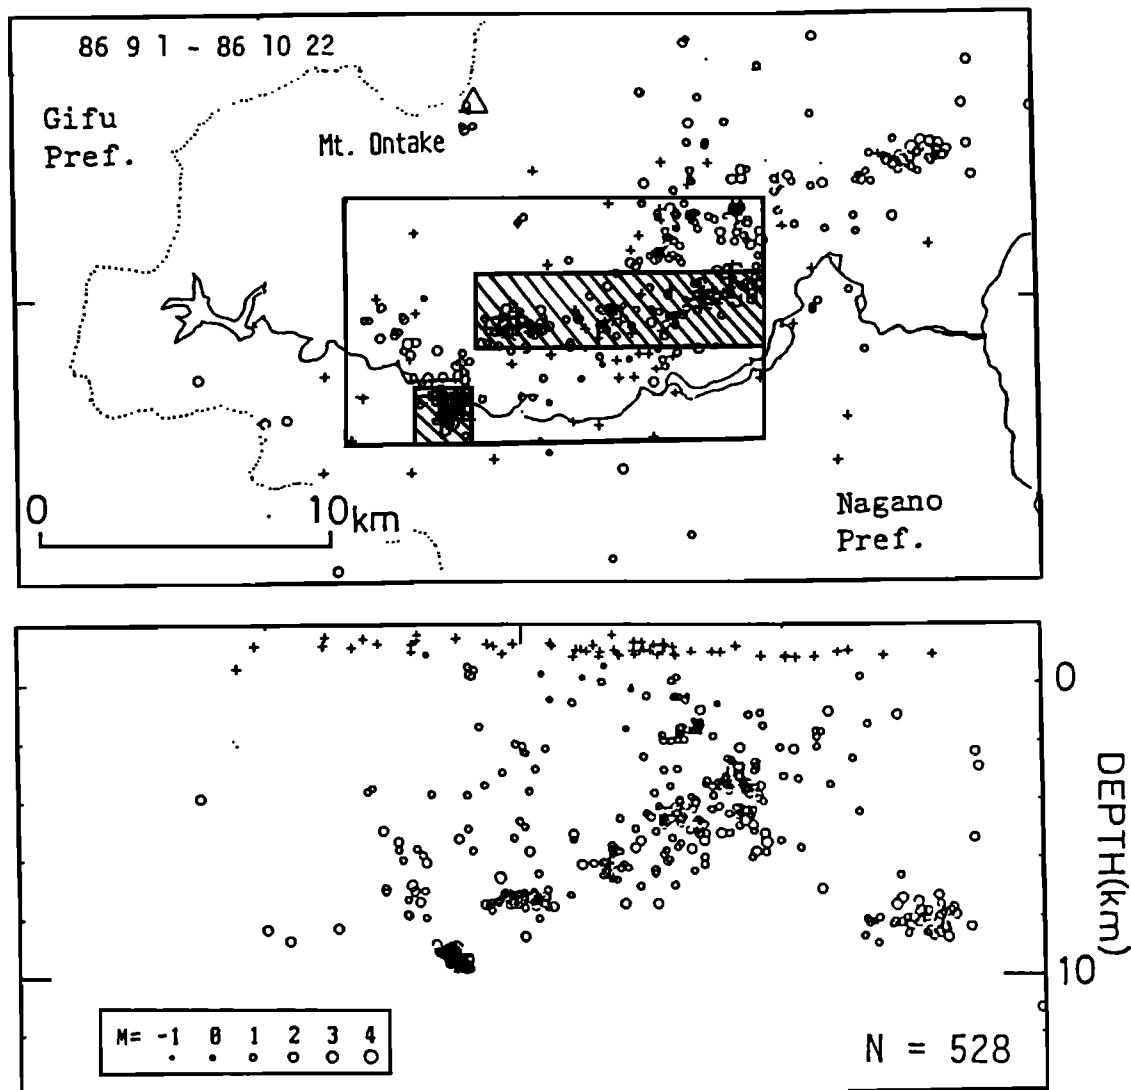 86 9 1 - 86 10 22
Gifu
Pref.
Mt. Ontake
Nagano
Pref.
0
10km
0
10
DEPTH(km)
M= -1 0 1 2 3 4
N = 528